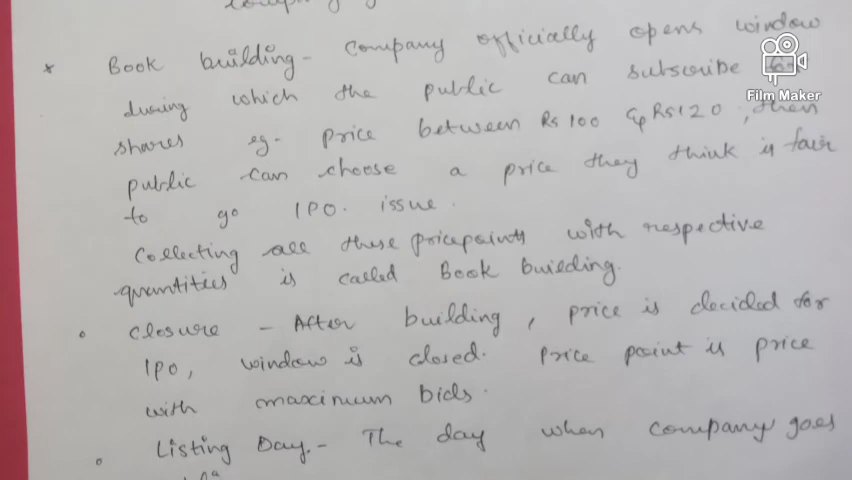 * Book building - Company officially opens window
during which the public can subscribe for
shares eg. price between Rs 100 & Rs 120, then
public can choose a price they think is fair
to go IPO issue.
Collecting all these pricepoints with respective
quantities is called Book building.
• closure - After building, price is decided for
IPO, window is closed. Price point is price
with maximum bids.
• Listing Day. - The day when company goes
Film Maker